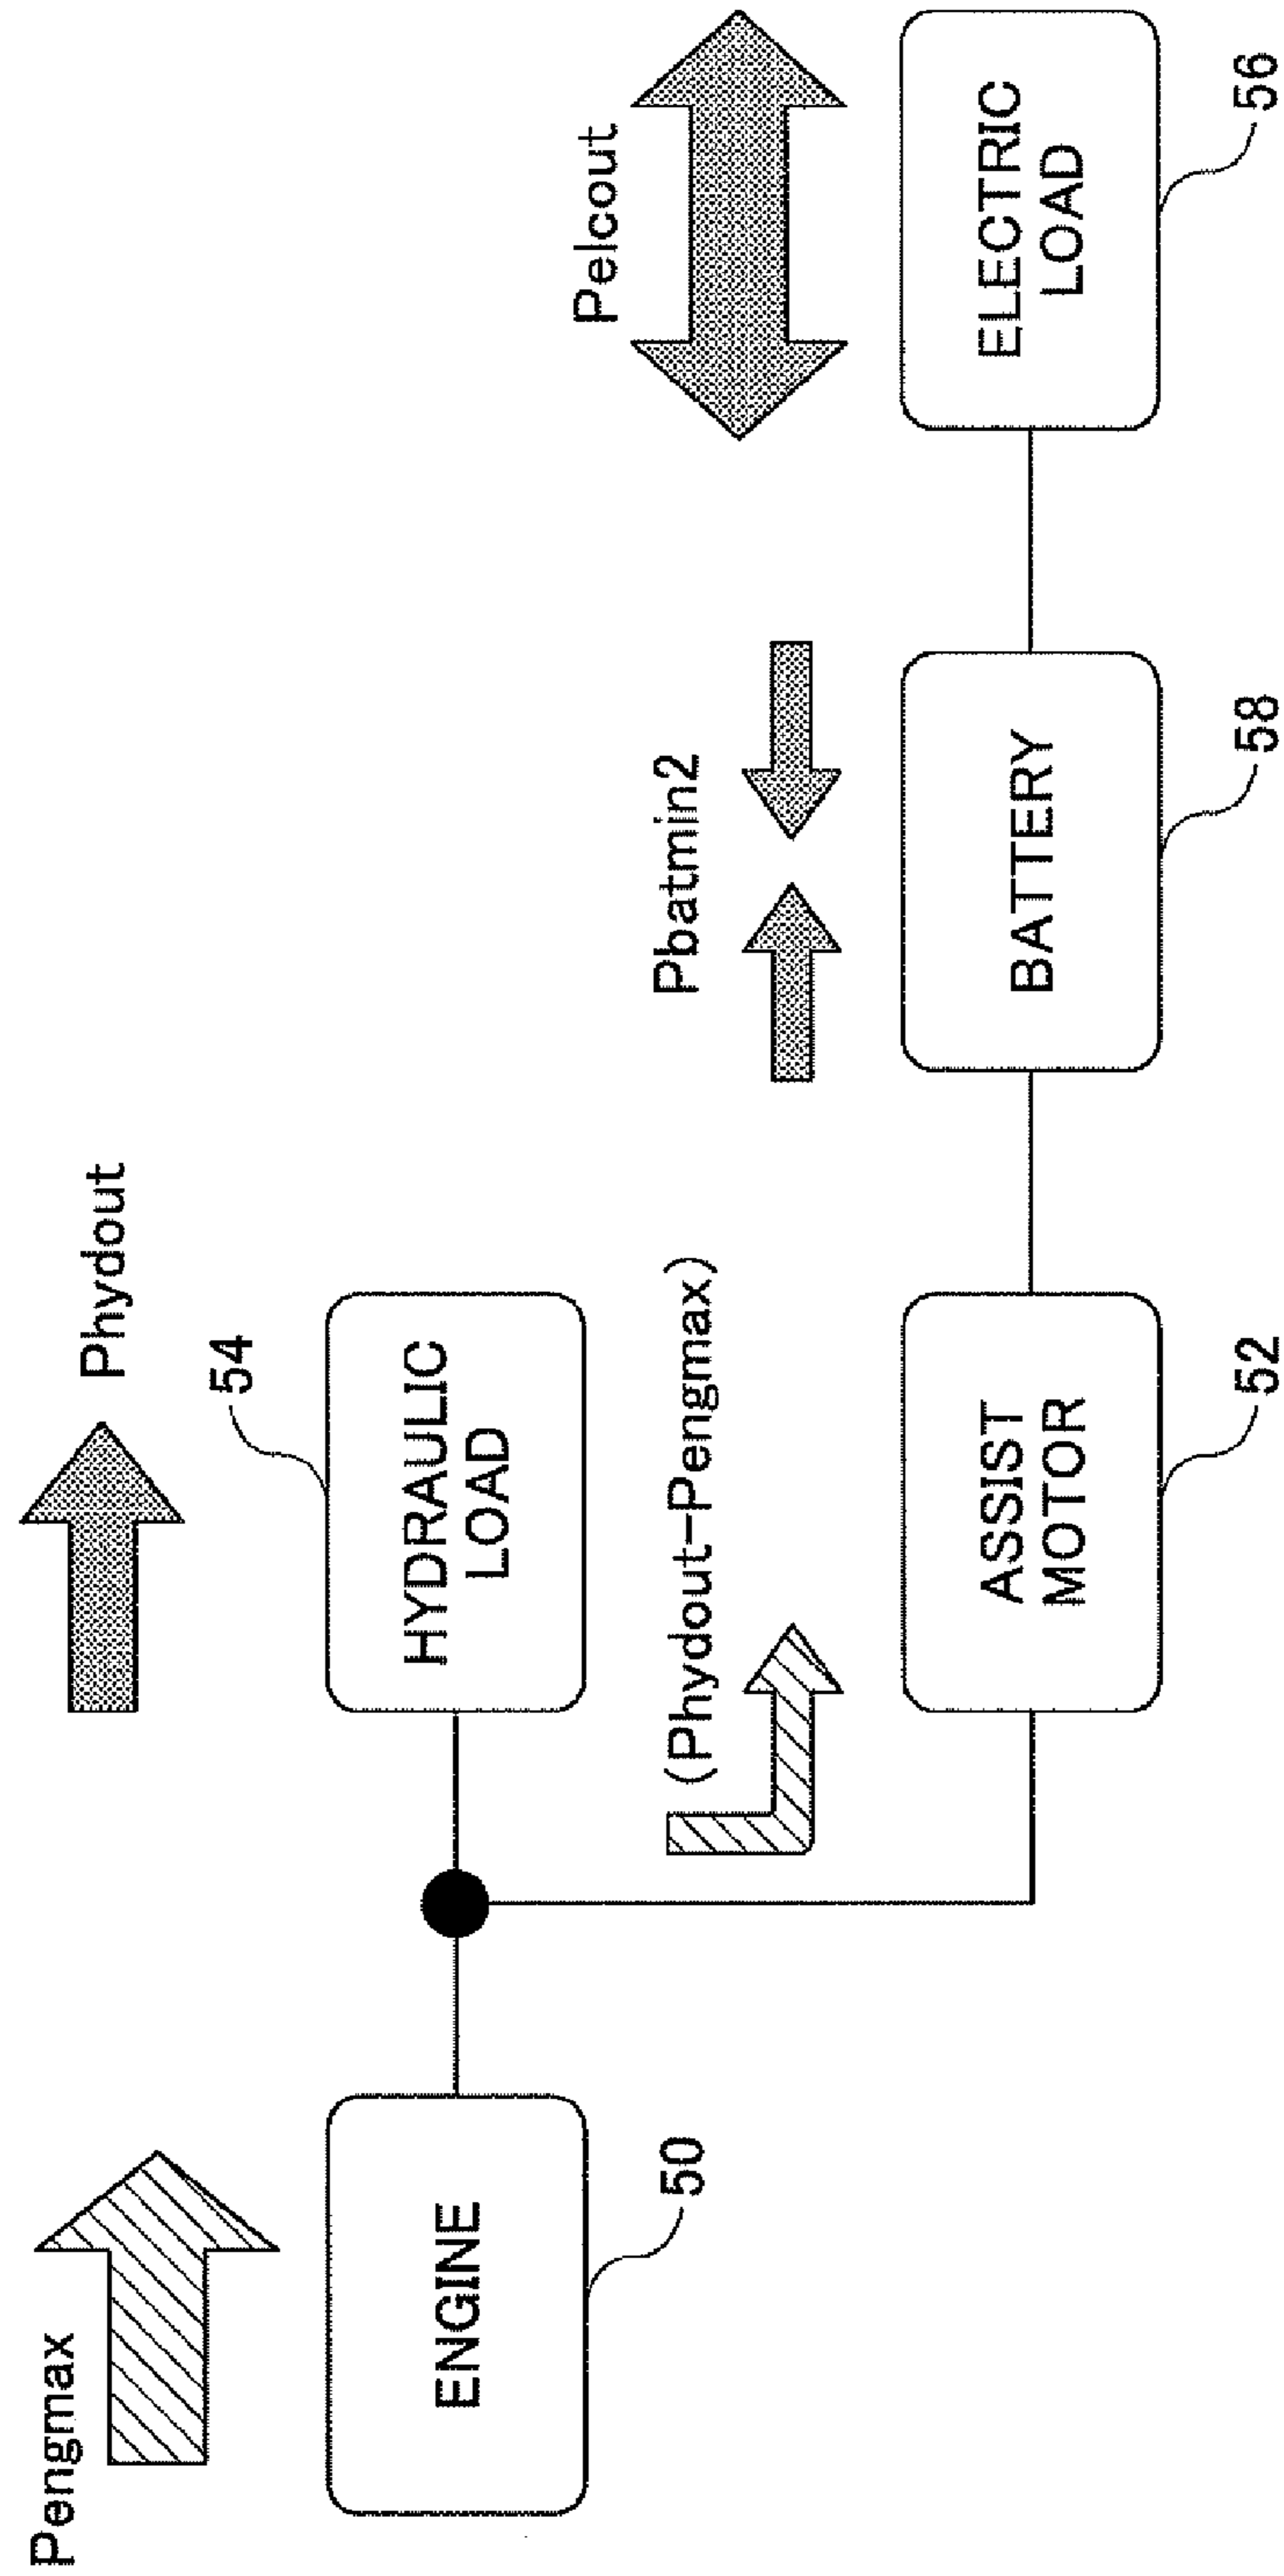 Pengmax
Phydout
54
ENGINE
HYDRAULIC
LOAD
50
(Phydout-Pengmax)
Pbatmin2
Pelcout
ASSIST
MOTOR
BATTERY
ELECTRIC
LOAD
52
58
56